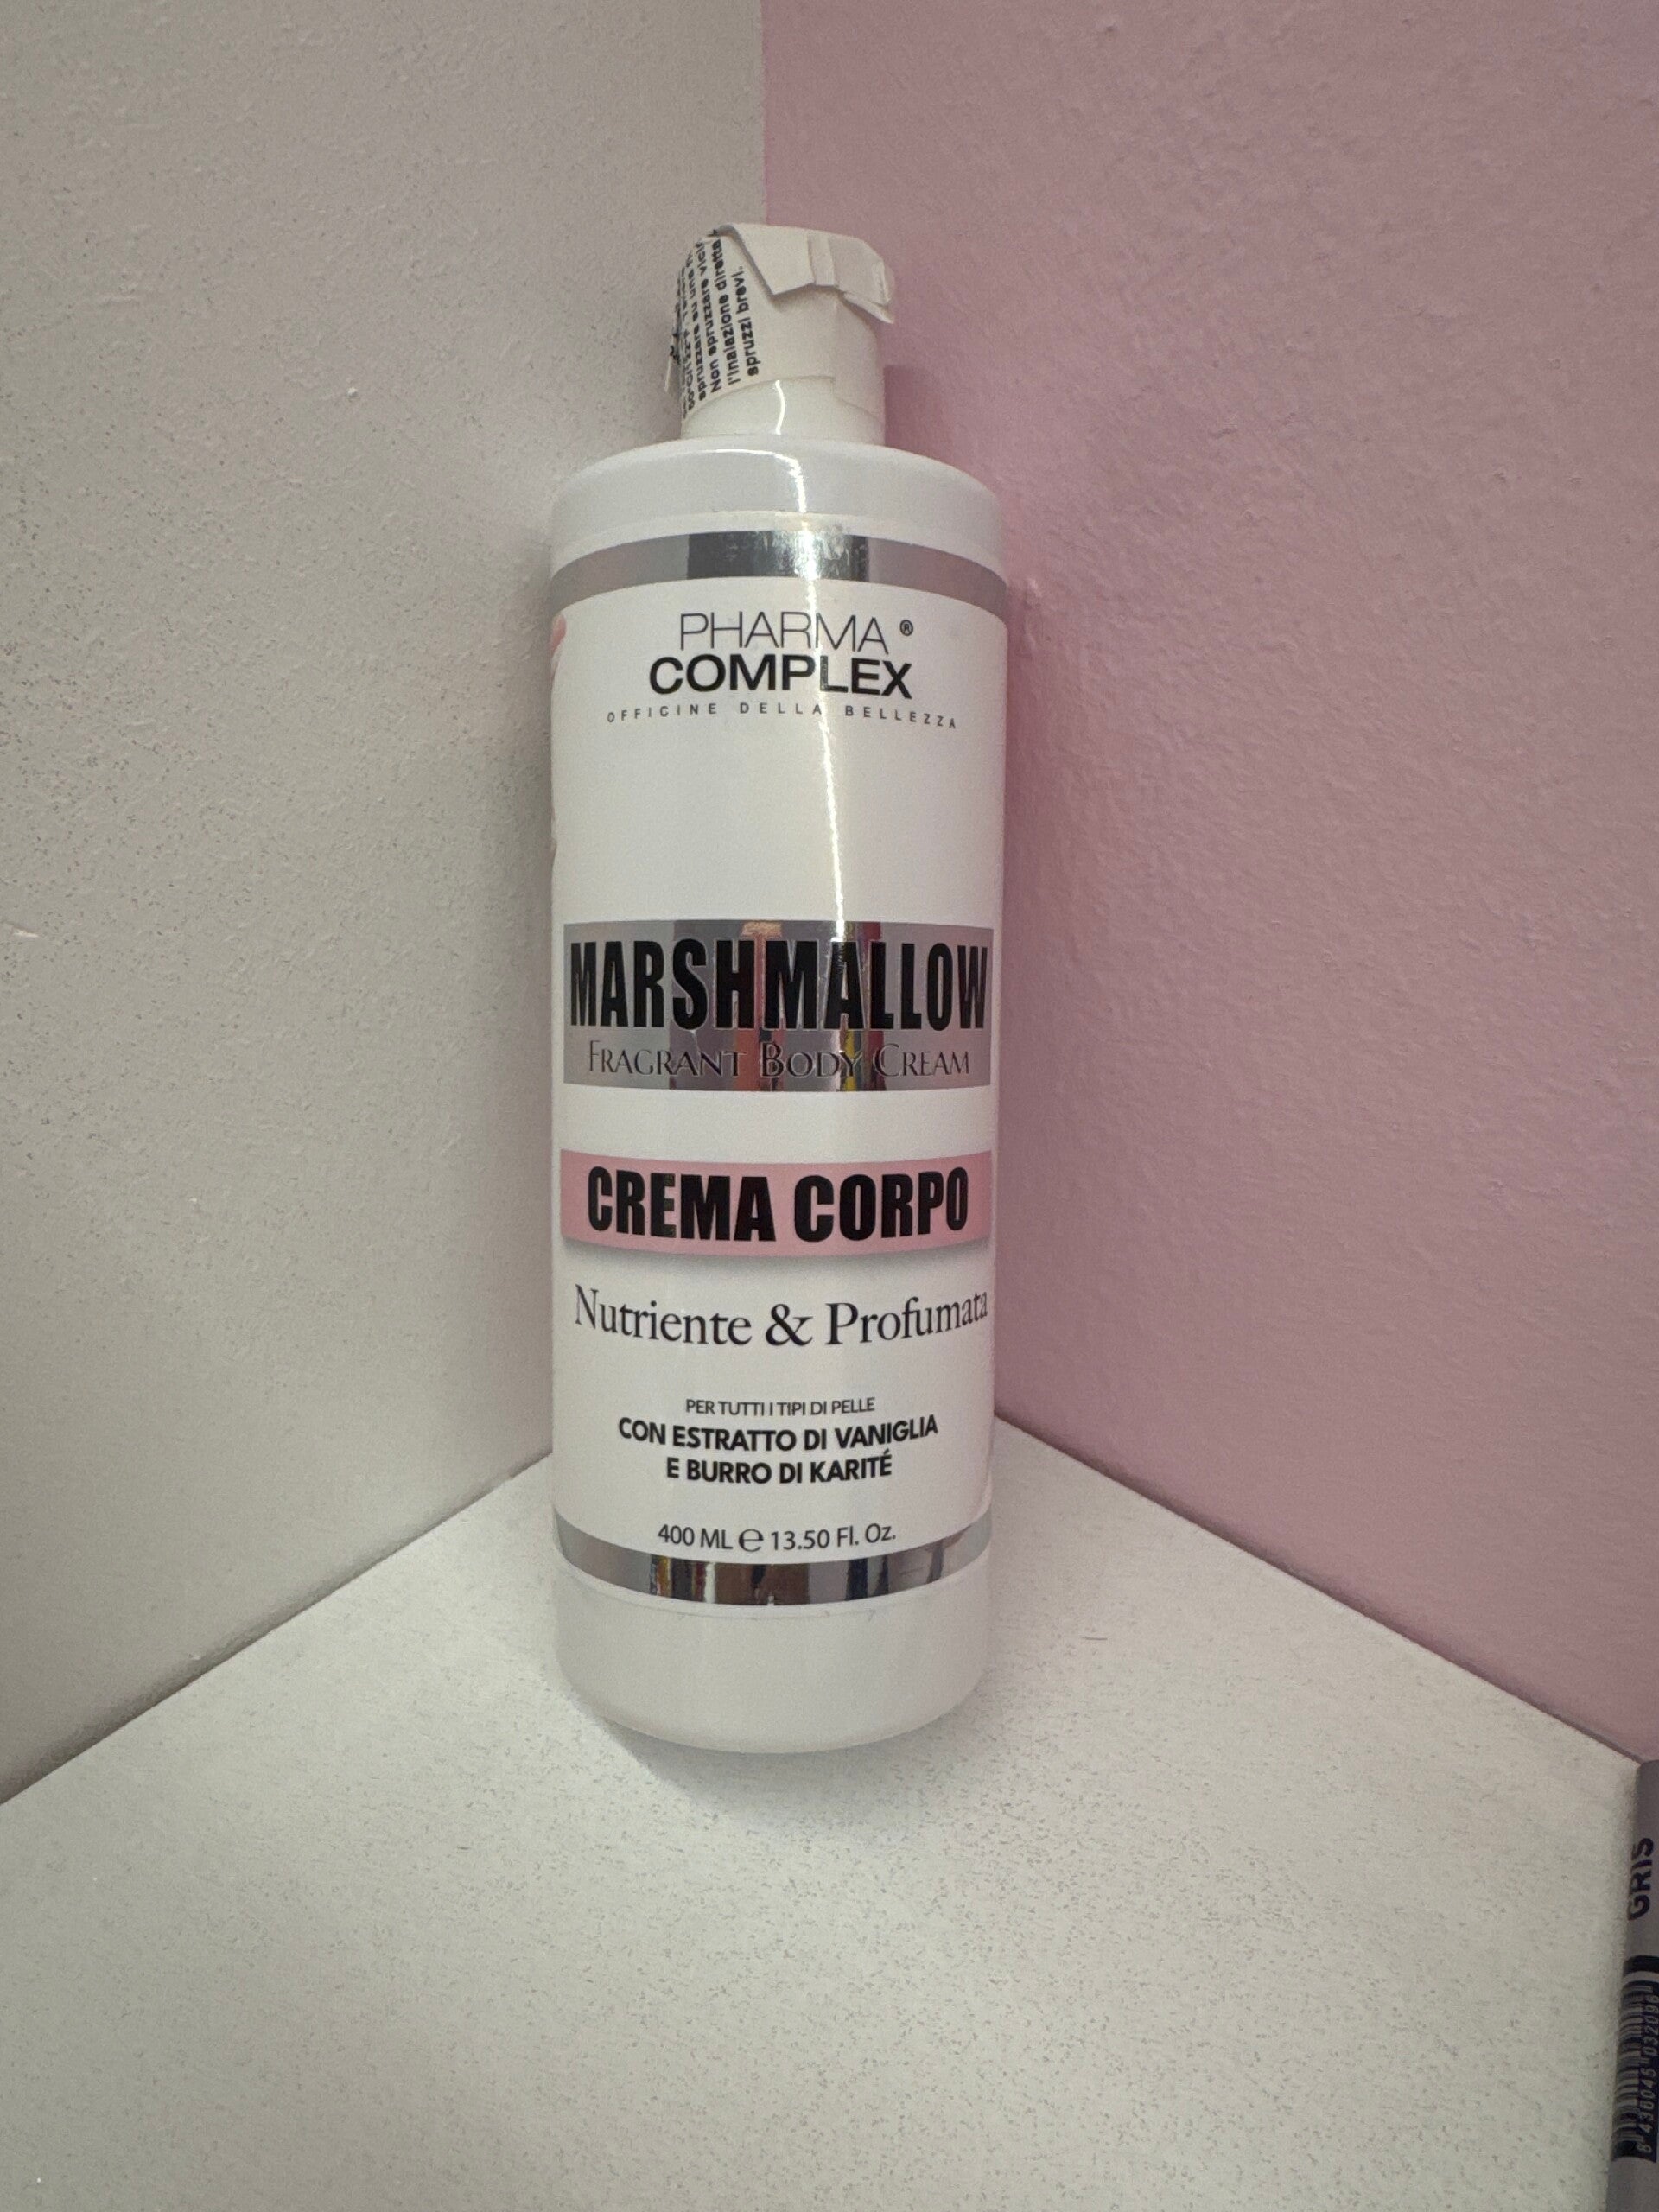 Non spruzzare
l'inalazione diretta
spruzzi brevi.
PHARMA ®
COMPLEX
OFFICINE DELLA BELLEZZA
MARSHMALLOW
FRAGRANT BODY CREAM
CREMA CORPO
Nutriente & Profumata
PER TUTTI I TIPI DI PELLE
CON ESTRATTO DI VANIGLIA
E BURRO DI KARITÉ
400 ML ℮ 13.50 Fl. Oz.
GRIS